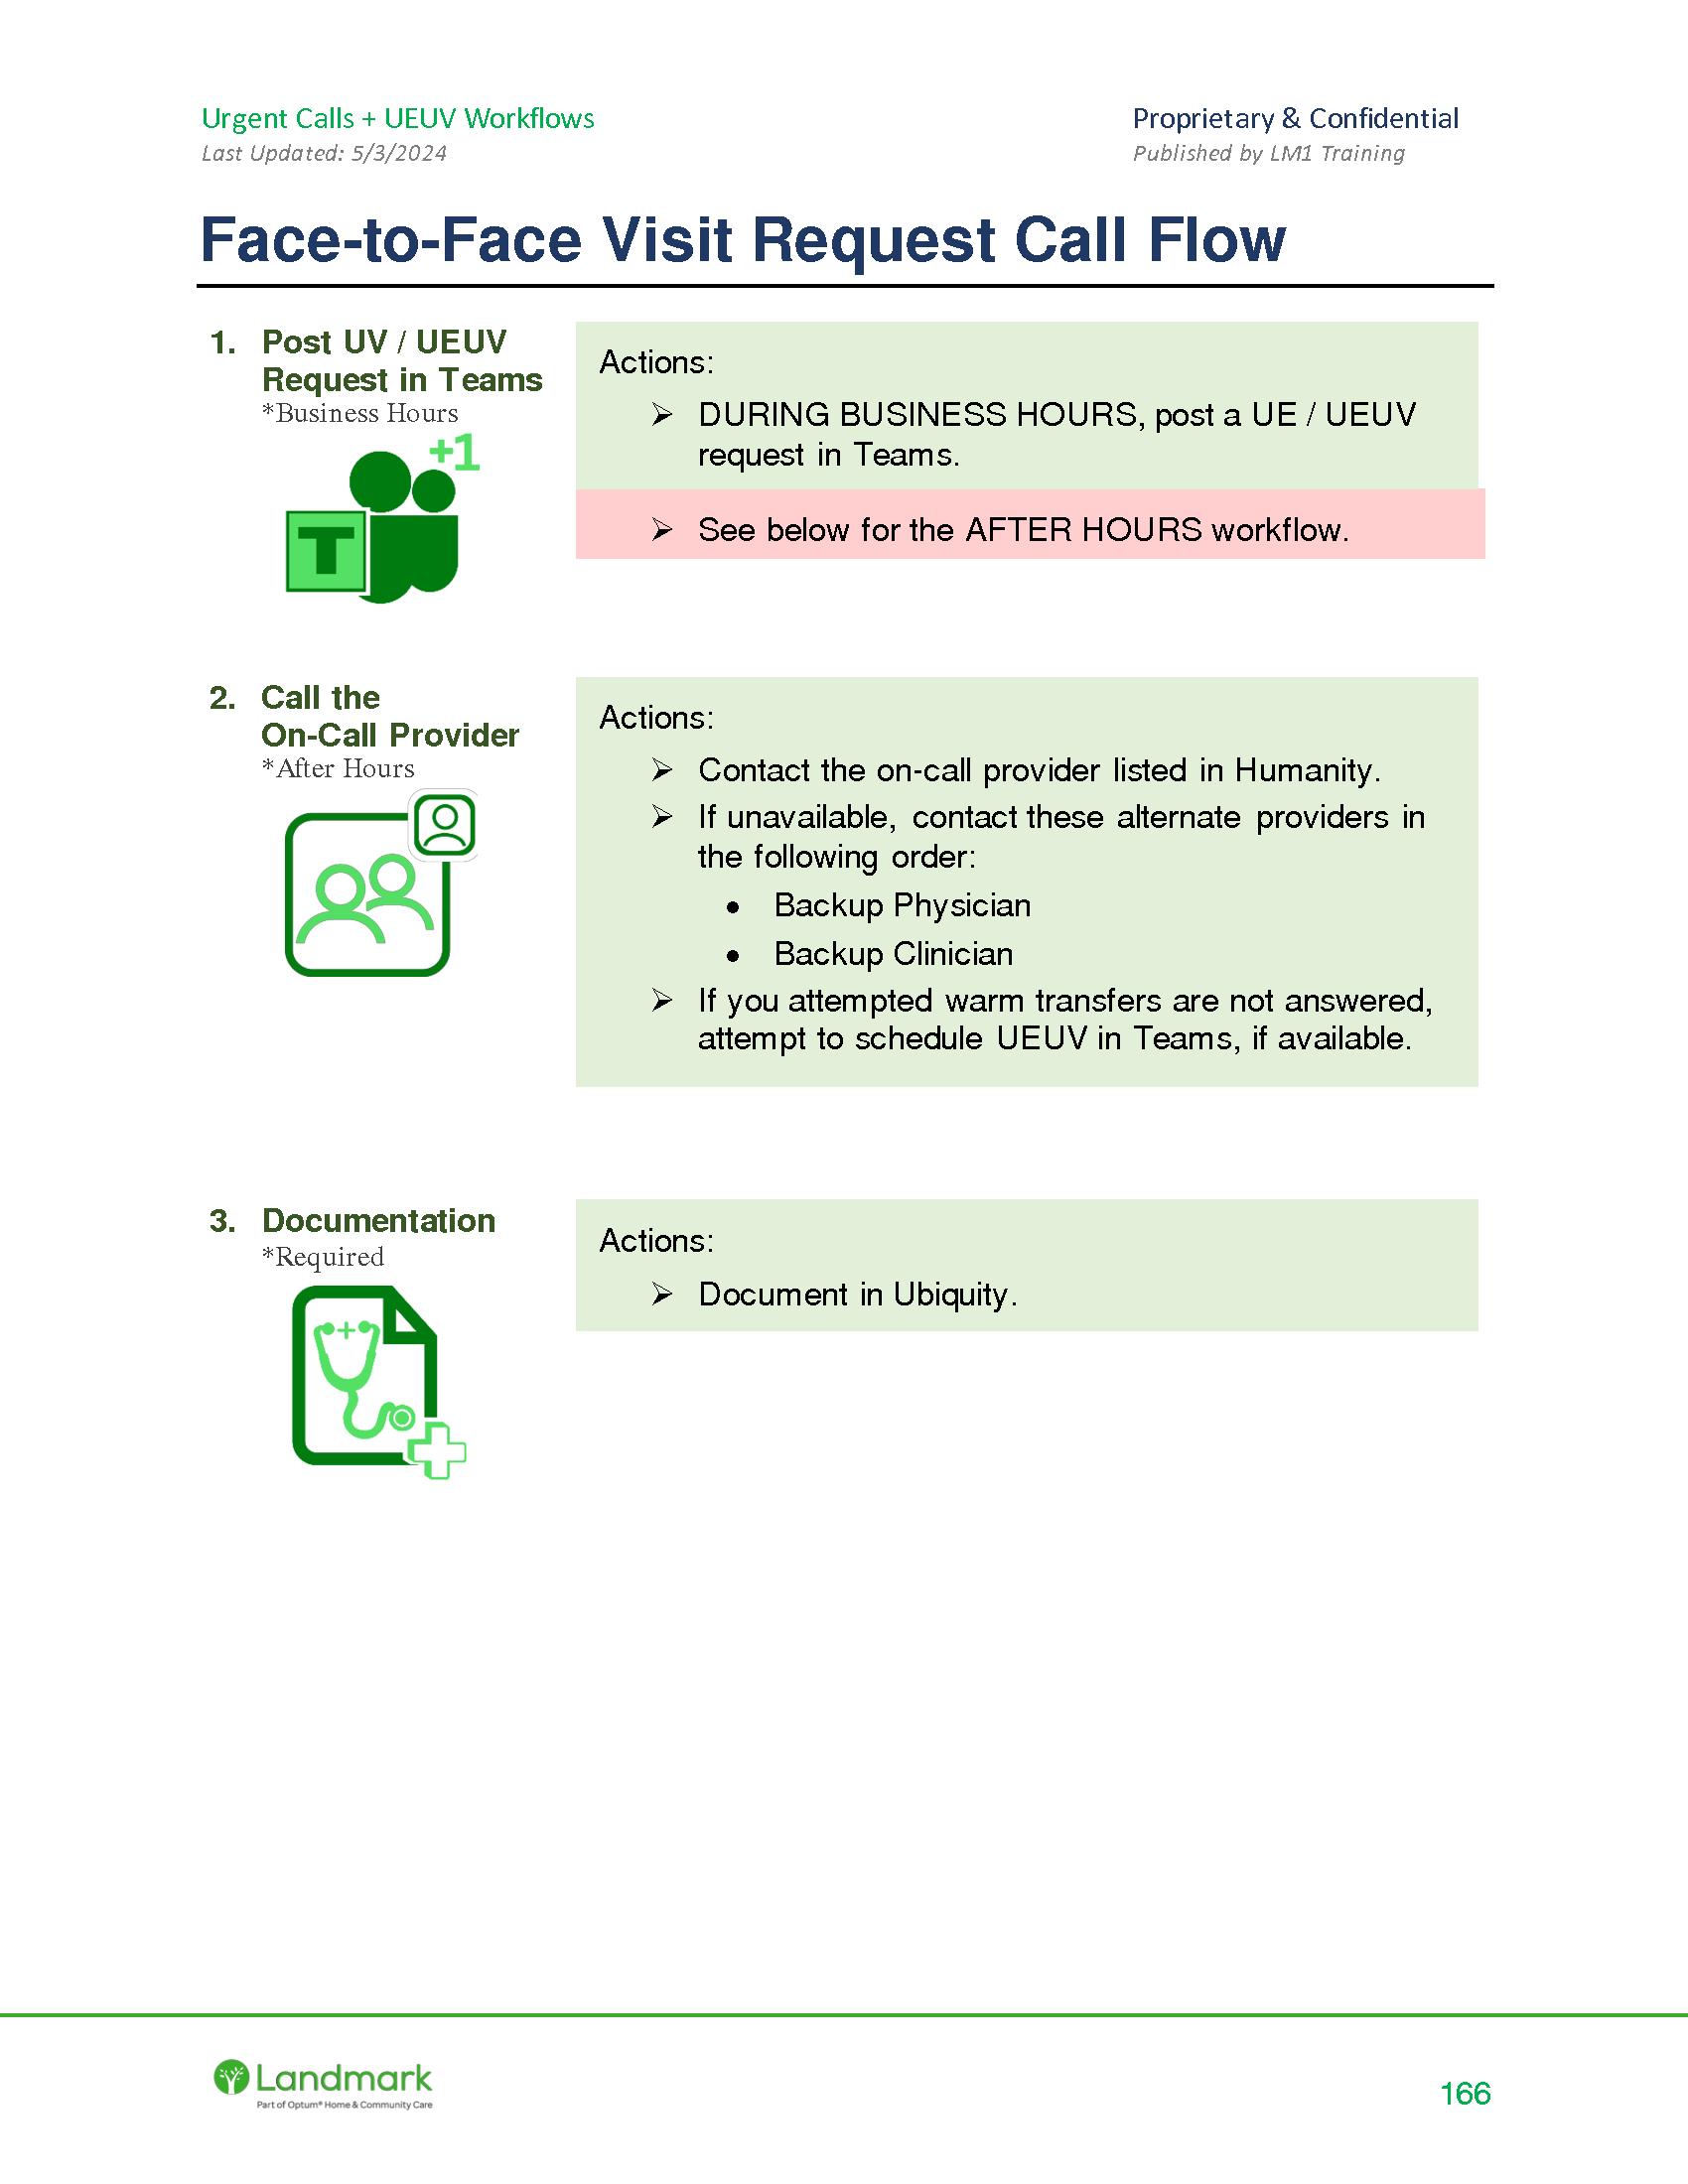 Urgent Calls + UEUV Workflows
Proprietary & Confidential
Last Updated: 5/3/2024
Published by LM1 Training
Face-to-Face Visit Request Call Flow
1. Post UV / UEUV
Request in Teams
*Business Hours
+1
T
Actions:
➢ DURING BUSINESS HOURS, post a UE / UEUV
request in Teams.
➢ See below for the AFTER HOURS workflow.
2. Call the
On-Call Provider
*After Hours
Actions:
➢ Contact the on-call provider listed in Humanity.
➢ If unavailable, contact these alternate providers in
the following order:
• Backup Physician
• Backup Clinician
➢ If you attempted warm transfers are not answered,
attempt to schedule UEUV in Teams, if available.
3. Documentation
*Required
Actions:
➢ Document in Ubiquity.
Landmark
Part of Optum® Home & Community Care
166